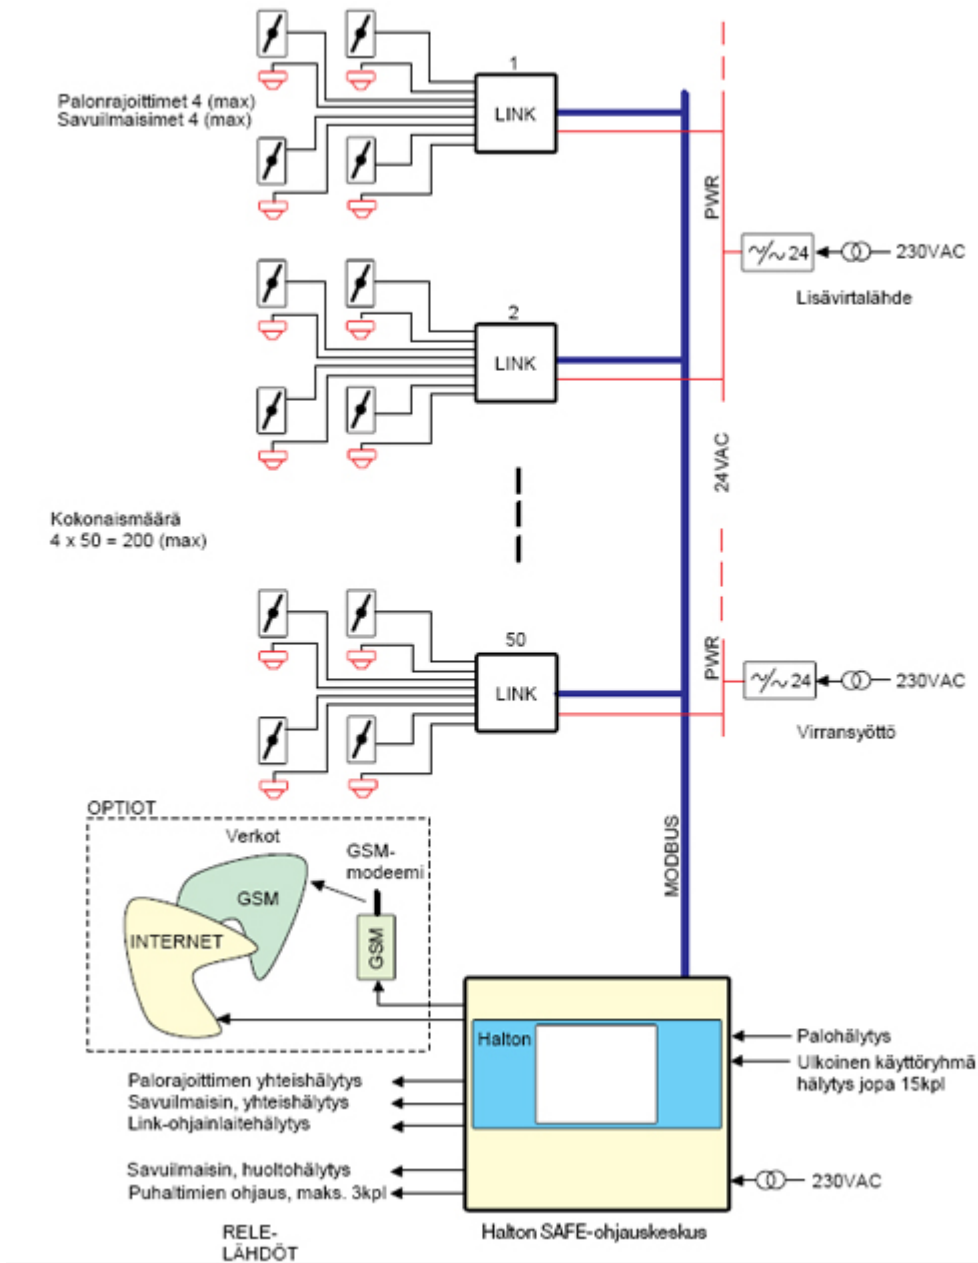 1
Palonrajoittimet 4 (max)
Savuilmaisimet 4 (max)
LINK
PWR
~/~ 24
230VAC
Lisävirtalähde
2
LINK
24VAC
Kokonaismäärä
4 x 50 = 200 (max)
50
LINK
PWR
~/~ 24
230VAC
Virransyöttö
OPTIOT
Verkot
GSM-
modeemi
GSM
INTERNET
GSM
MODBUS
Halton
Palohälytys
Ulkoinen käyttöryhmä
hälytys jopa 15kpl
Palorajoittimen yhteishälytys
Savuilmaisin, yhteishälytys
Link-ohjainlaitehälytys
Savuilmaisin, huoltohälytys
Puhaltimien ohjaus, maks. 3kpl
230VAC
RELE-
LÄHDÖT
Halton SAFE-ohjauskeskus